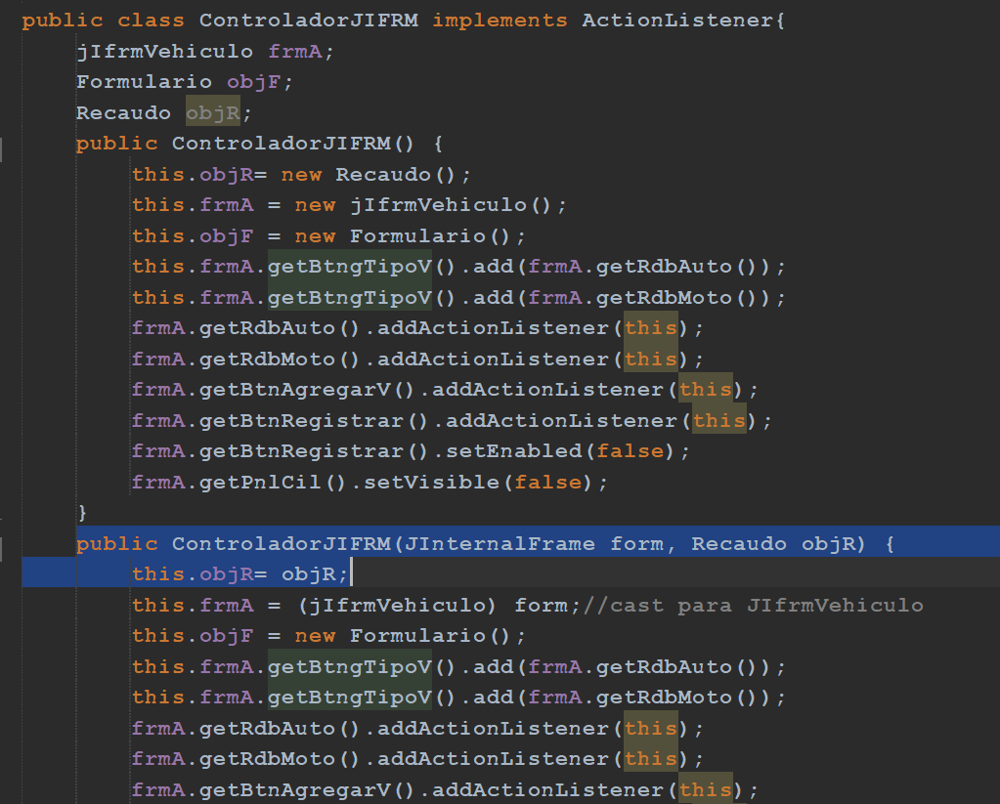 public class ControladorJIFRM implements ActionListener{
jIfrmVehiculo frmA;
Formulario objF;
Recaudo objR;
public ControladorJIFRM() {
this.objR= new Recaudo();
this.frmA = new jIfrmVehiculo();
this.objF = new Formulario();
this.frmA.getBtngTipoV().add(frmA.getRdbAuto());
this.frmA.getBtngTipoV().add(frmA.getRdbMoto());
frmA.getRdbAuto().addActionListener(this);
frmA.getRdbMoto().addActionListener(this);
frmA.getBtnAgregarV().addActionListener(this);
frmA.getBtnRegistrar().addActionListener(this);
frmA.getBtnRegistrar().setEnabled(false);
frmA.getPnlCil().setVisible(false);
}
public ControladorJIFRM(JInternalFrame form, Recaudo objR) {
this.objR= objR;
this.frmA = (jIfrmVehiculo) form;//cast para JIfrmVehiculo
this.objF = new Formulario();
this.frmA.getBtngTipoV().add(frmA.getRdbAuto());
this.frmA.getBtngTipoV().add(frmA.getRdbMoto());
frmA.getRdbAuto().addActionListener(this);
frmA.getRdbMoto().addActionListener(this);
frmA.getBtnAgregarV().addActionListener(this);